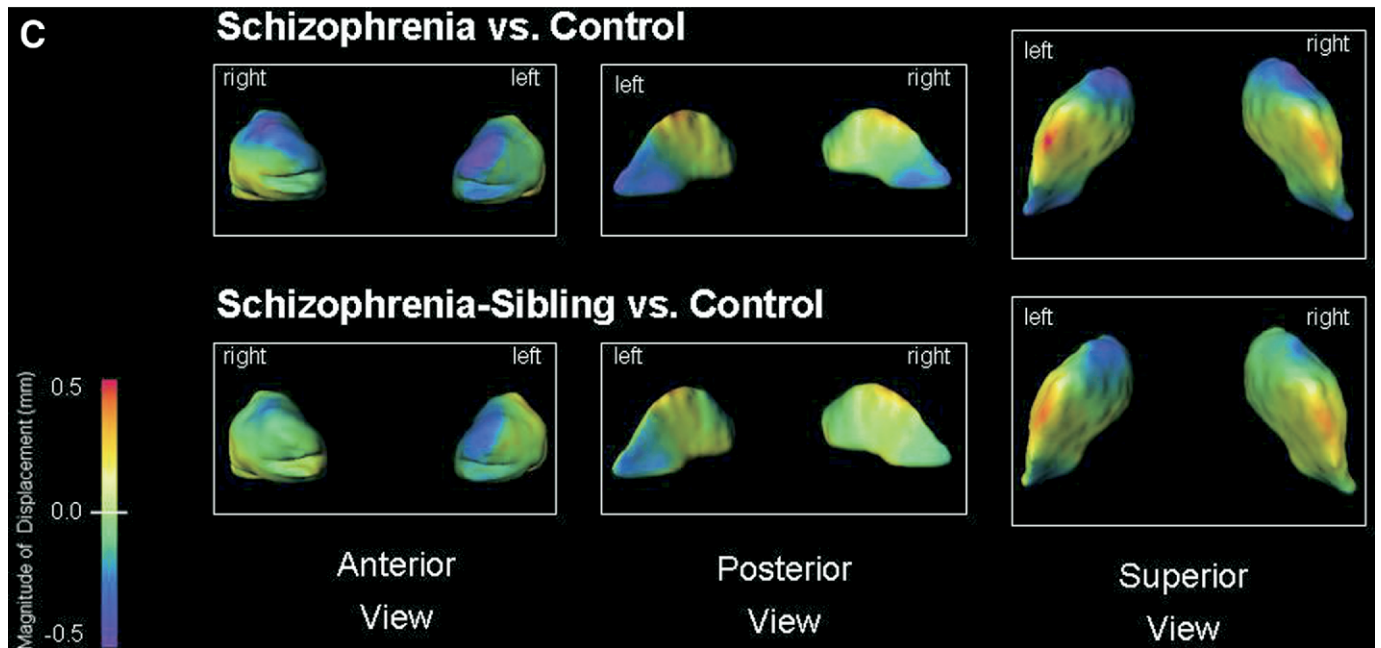 C
Schizophrenia vs. Control
right left
left right
left right
Schizophrenia-Sibling vs. Control
right left
left right
left right
Magnitude of Displacement (mm)
0.5
0.0
-0.5
Anterior
View
Posterior
View
Superior
View